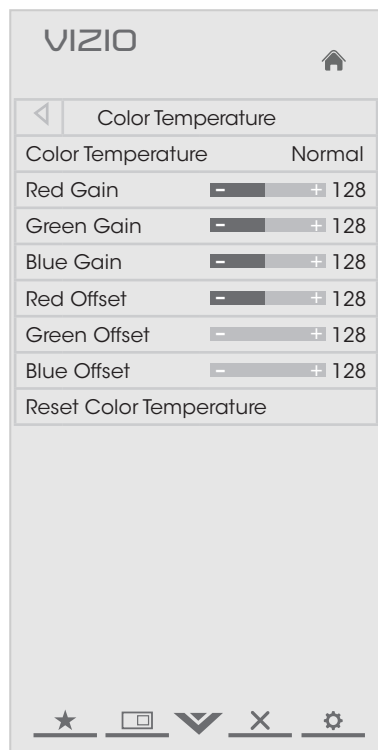 VIZIO
Color Temperature
Color Temperature Normal
Red Gain - + 128
Green Gain - + 128
Blue Gain - + 128
Red Offset - + 128
Green Offset - + 128
Blue Offset - + 128
Reset Color Temperature